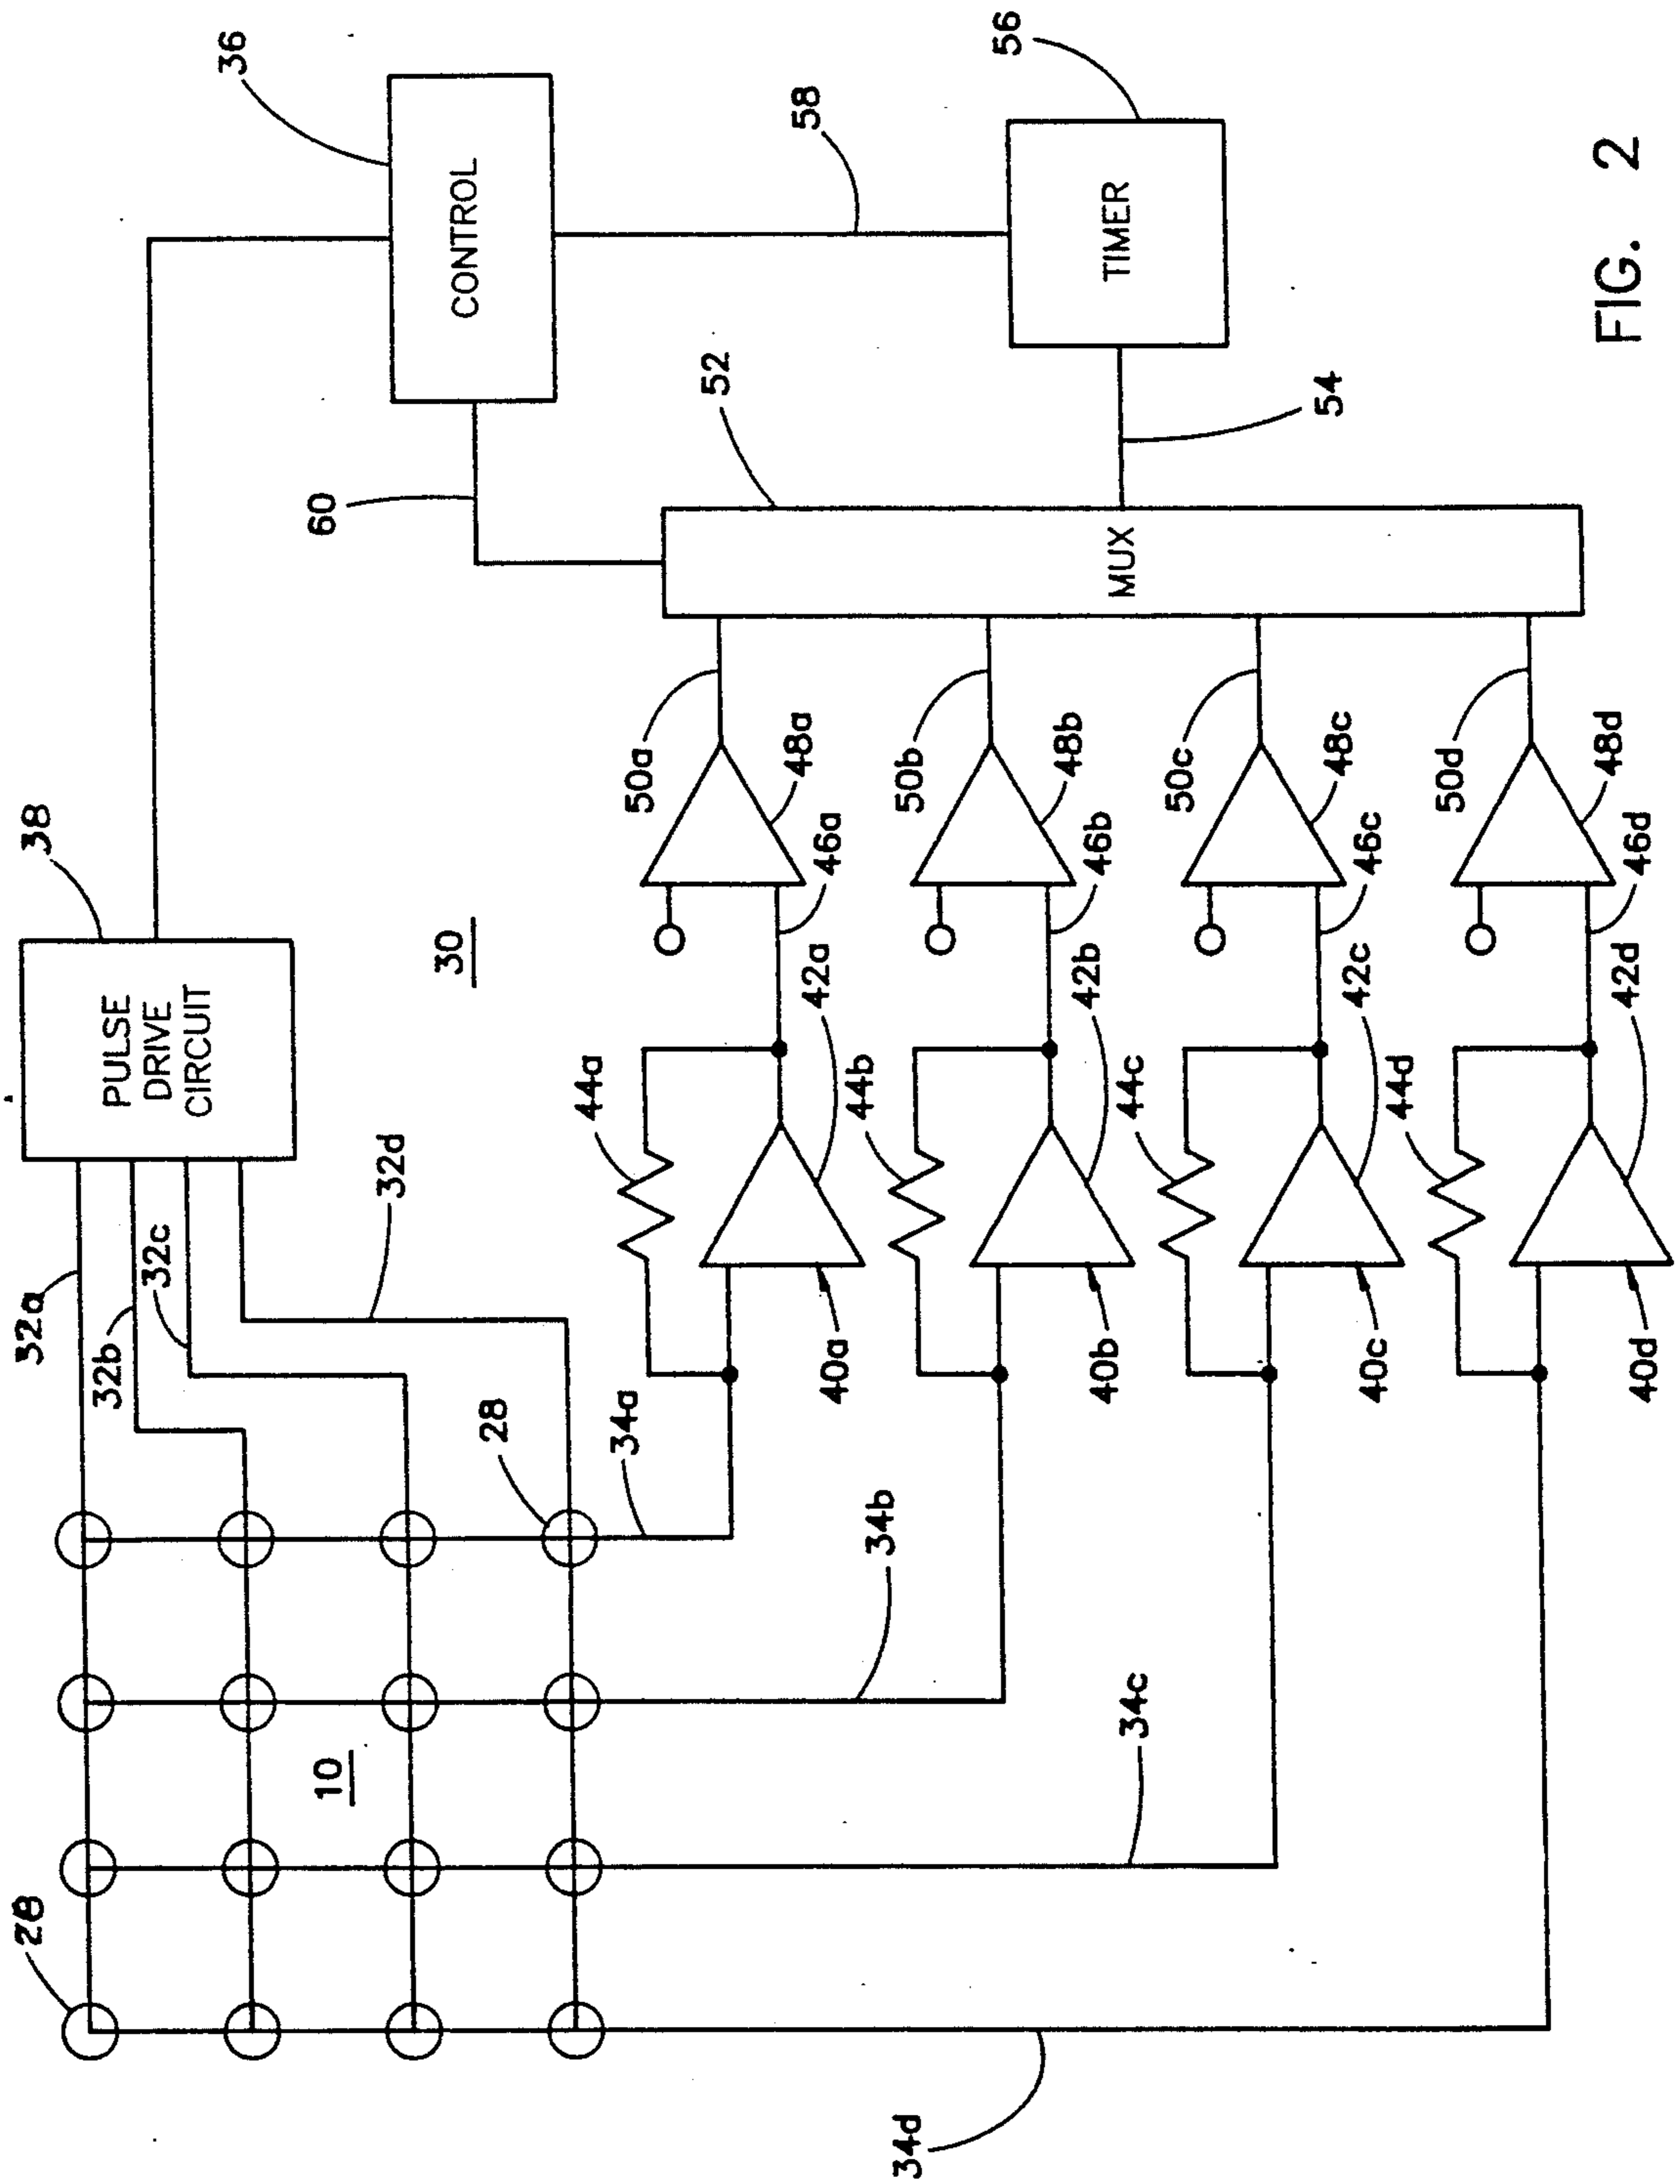 38
PULSE
DRIVE
CIRCUIT
36
CONTROL
32a
32b
32c
32d
30
28
28
10
60
58
52
56
TIMER
54
MUX
34a
34b
34c
34d
44a
42a
40a
46a
48a
50a
44b
42b
40b
46b
48b
50b
44c
42c
40c
46c
48c
50c
44d
42d
40d
46d
48d
50d
FIG. 2